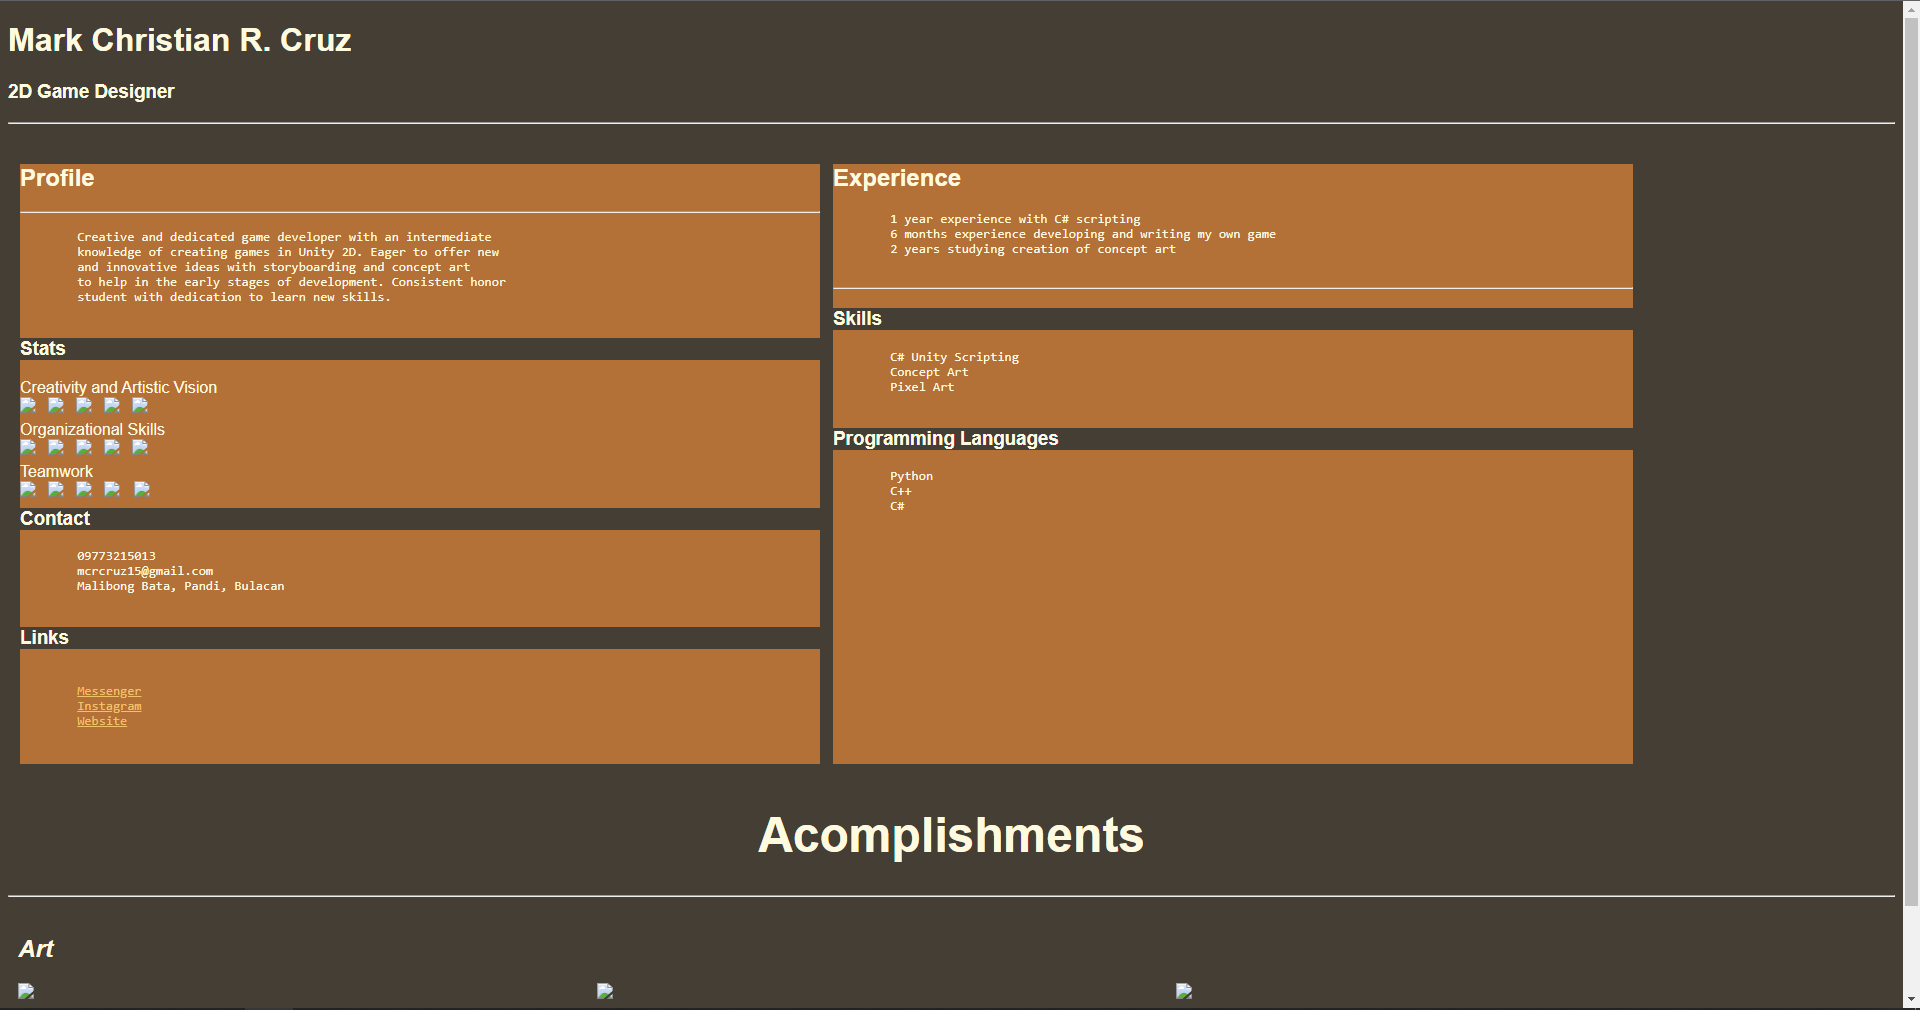 Mark Christian R. Cruz
2D Game Designer
Profile
Creative and dedicated game developer with an intermediate
knowledge of creating games in Unity 2D. Eager to offer new
and innovative ideas with storyboarding and concept art
to help in the early stages of development. Consistent honor
student with dedication to learn new skills.
Stats
Creativity and Artistic Vision
Organizational Skills
Teamwork
Contact
09773215013
mcrcruz15@gmail.com
Malibong Bata, Pandi, Bulacan
Links
Messenger
Instagram
Website
Experience
1 year experience with C# scripting
6 months experience developing and writing my own game
2 years studying creation of concept art
Skills
C# Unity Scripting
Concept Art
Pixel Art
Programming Languages
Python
C++
C#
Acomplishments
Art